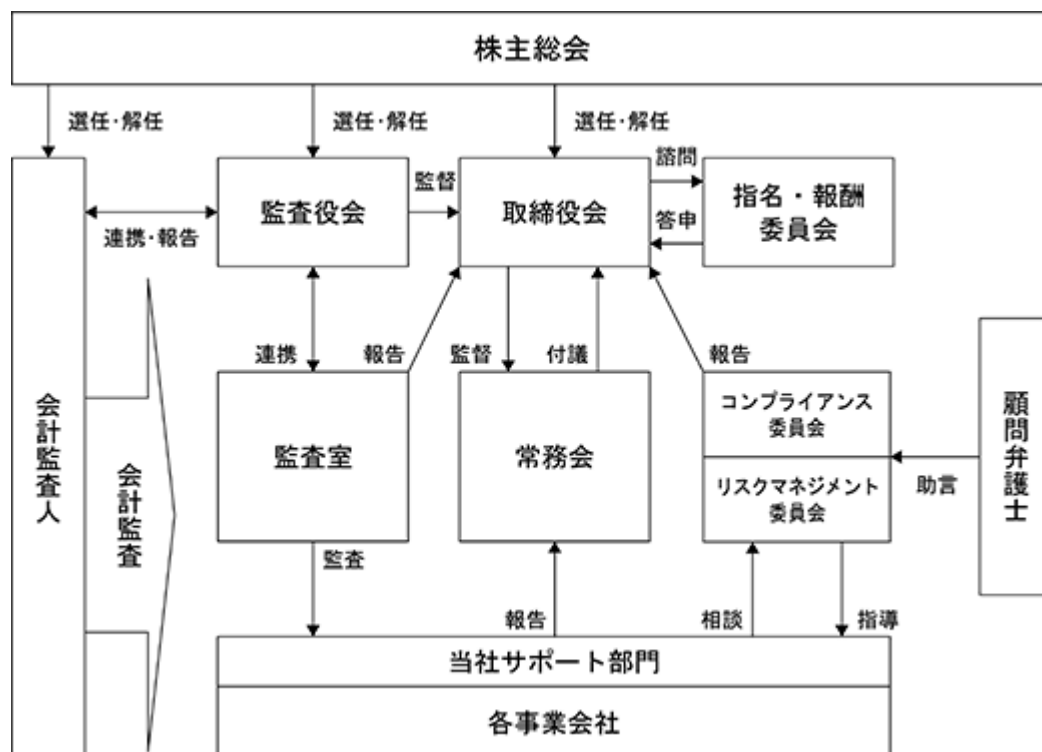 株主総会
選任・解任
選任・解任
選任・解任
監査役会
監督
取締役会
諮問
答申
指名・報酬
委員会
連携・報告
連携
報告
監督
付議
報告
会計監査人
会計監査
監査室
常務会
コンプライアンス
委員会
リスクマネジメント
委員会
助言
顧問弁護士
監査
報告
相談
指導
当社サポート部門
各事業会社